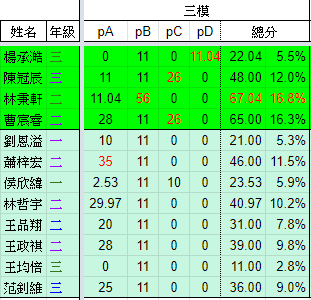 三模
姓名 年級 pA pB pC pD 總分
楊承澔 三 0 11 0 11.04 22.04 5.5%
陳冠辰 三 11 11 26 0 48.00 12.0%
林秉軒 二 11.04 56 0 0 67.04 16.8%
曹宸睿 二 28 11 26 0 65.00 16.3%
劉恩溢 一 10 11 0 0 21.00 5.3%
蕭梓宏 二 35 11 0 0 46.00 11.5%
侯欣緯 一 2.53 11 10 0 23.53 5.9%
林哲宇 二 29.97 11 0 0 40.97 10.2%
王品翔 二 20 11 0 0 31.00 7.8%
王政祺 二 28 11 0 0 39.00 9.8%
王均倍 三 0 11 0 0 11.00 2.8%
范釗維 三 25 11 0 0 36.00 9.0%